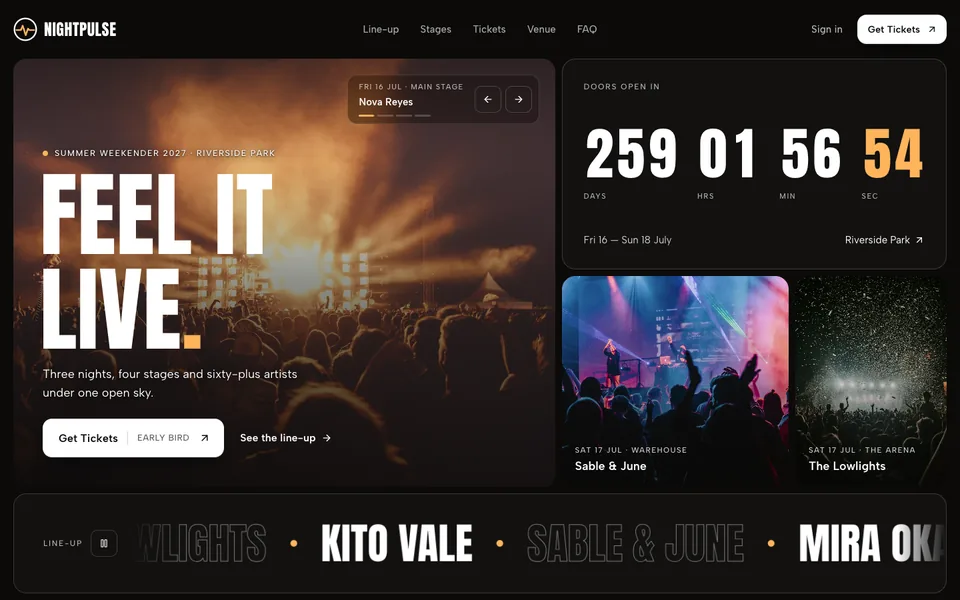 NIGHTPULSE
Line-up
Stages
Tickets
Venue
FAQ
Sign in
Get Tickets
FRI 16 JUL · MAIN STAGE
Nova Reyes
SUMMER WEEKENDER 2027 · RIVERSIDE PARK
FEEL IT
LIVE.
Three nights, four stages and sixty-plus artists
under one open sky.
Get Tickets
EARLY BIRD
See the line-up
DOORS OPEN IN
259 01 56 54
DAYS HRS MIN SEC
Fri 16 — Sun 18 July
Riverside Park
SAT 17 JUL · WAREHOUSE
Sable & June
SAT 17 JUL · THE ARENA
The Lowlights
LINE-UP
WLIGHTS • KITO VALE • SABLE & JUNE • MIRA OKA